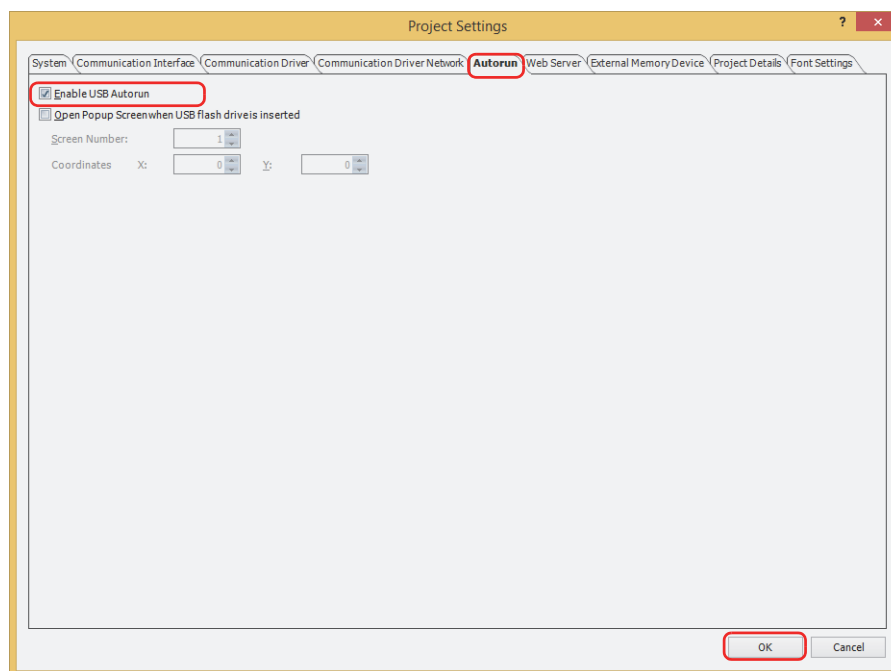 Project Settings
?
System Communication Interface Communication Driver Communication Driver Network Autorun Web Server External Memory Device Project Details Font Settings
Enable USB Autorun
Open Popup Screen when USB flash drive is inserted
Screen Number: 1
Coordinates X: 0 Y: 0
OK Cancel